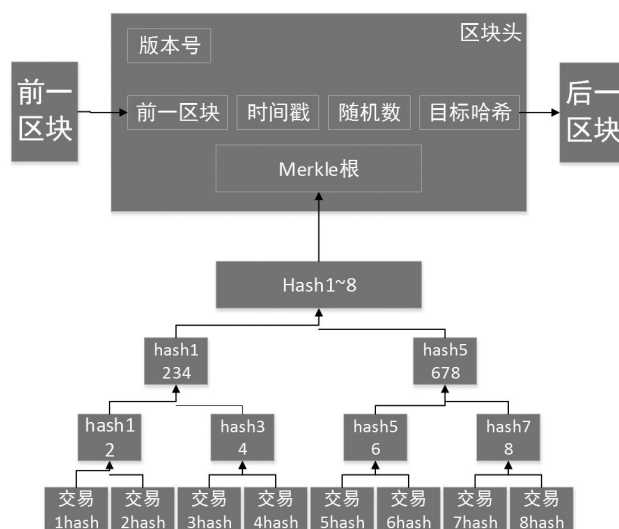 区块头
版本号
前一
区块
前一区块
时间戳
随机数
目标哈希
后一
区块
Merkle根
Hash1~8
hash1
234
hash5
678
hash1
2
hash3
4
hash5
6
hash7
8
交易
1hash
交易
2hash
交易
3hash
交易
4hash
交易
5hash
交易
6hash
交易
7hash
交易
8hash